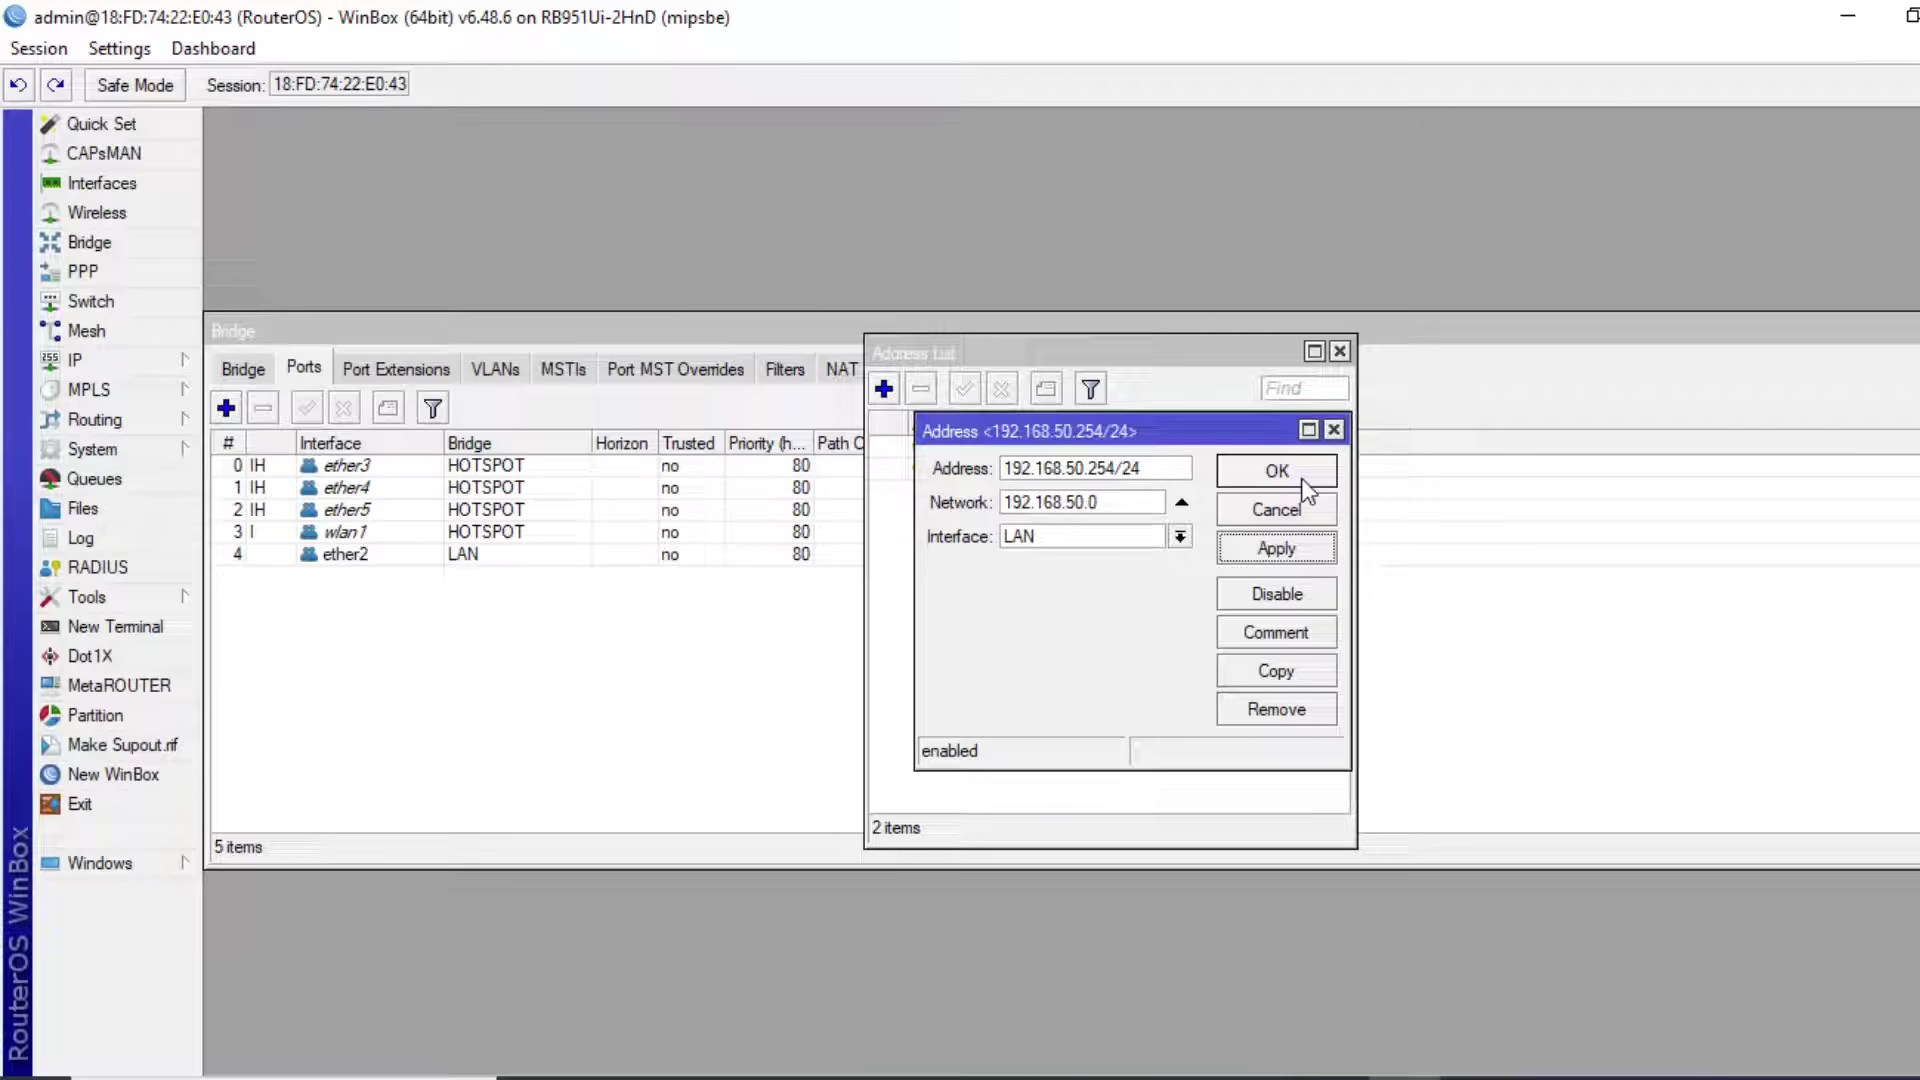 admin@18:FD:74:22:E0:43 (RouterOS) - WinBox (64bit) v6.48.6 on RB951Ui-2HnD (mipsbe)
Session Settings Dashboard
Safe Mode Session: 18:FD:74:22:E0:43
Quick Set
CAPsMAN
Interfaces
Wireless
Bridge
PPP
Switch
Mesh
IP
MPLS
Routing
System
Queues
Files
Log
RADIUS
Tools
New Terminal
Dot1X
MetaROUTER
Partition
Make Supout.rif
New WinBox
Exit
Windows
RouterOS WinBox
Bridge
Bridge Ports Port Extensions VLANs MSTIs Port MST Overrides Filters NAT
# Interface Bridge Horizon Trusted Priority (h... Path C
0 IH ether3 HOTSPOT no 80
1 IH ether4 HOTSPOT no 80
2 IH ether5 HOTSPOT no 80
3 I wlan1 HOTSPOT no 80
4 ether2 LAN no 80
5 items
Address List
Find
Address <192.168.50.254/24>
Address: 192.168.50.254/24
Network: 192.168.50.0
Interface: LAN
OK
Cancel
Apply
Disable
Comment
Copy
Remove
enabled
2 items